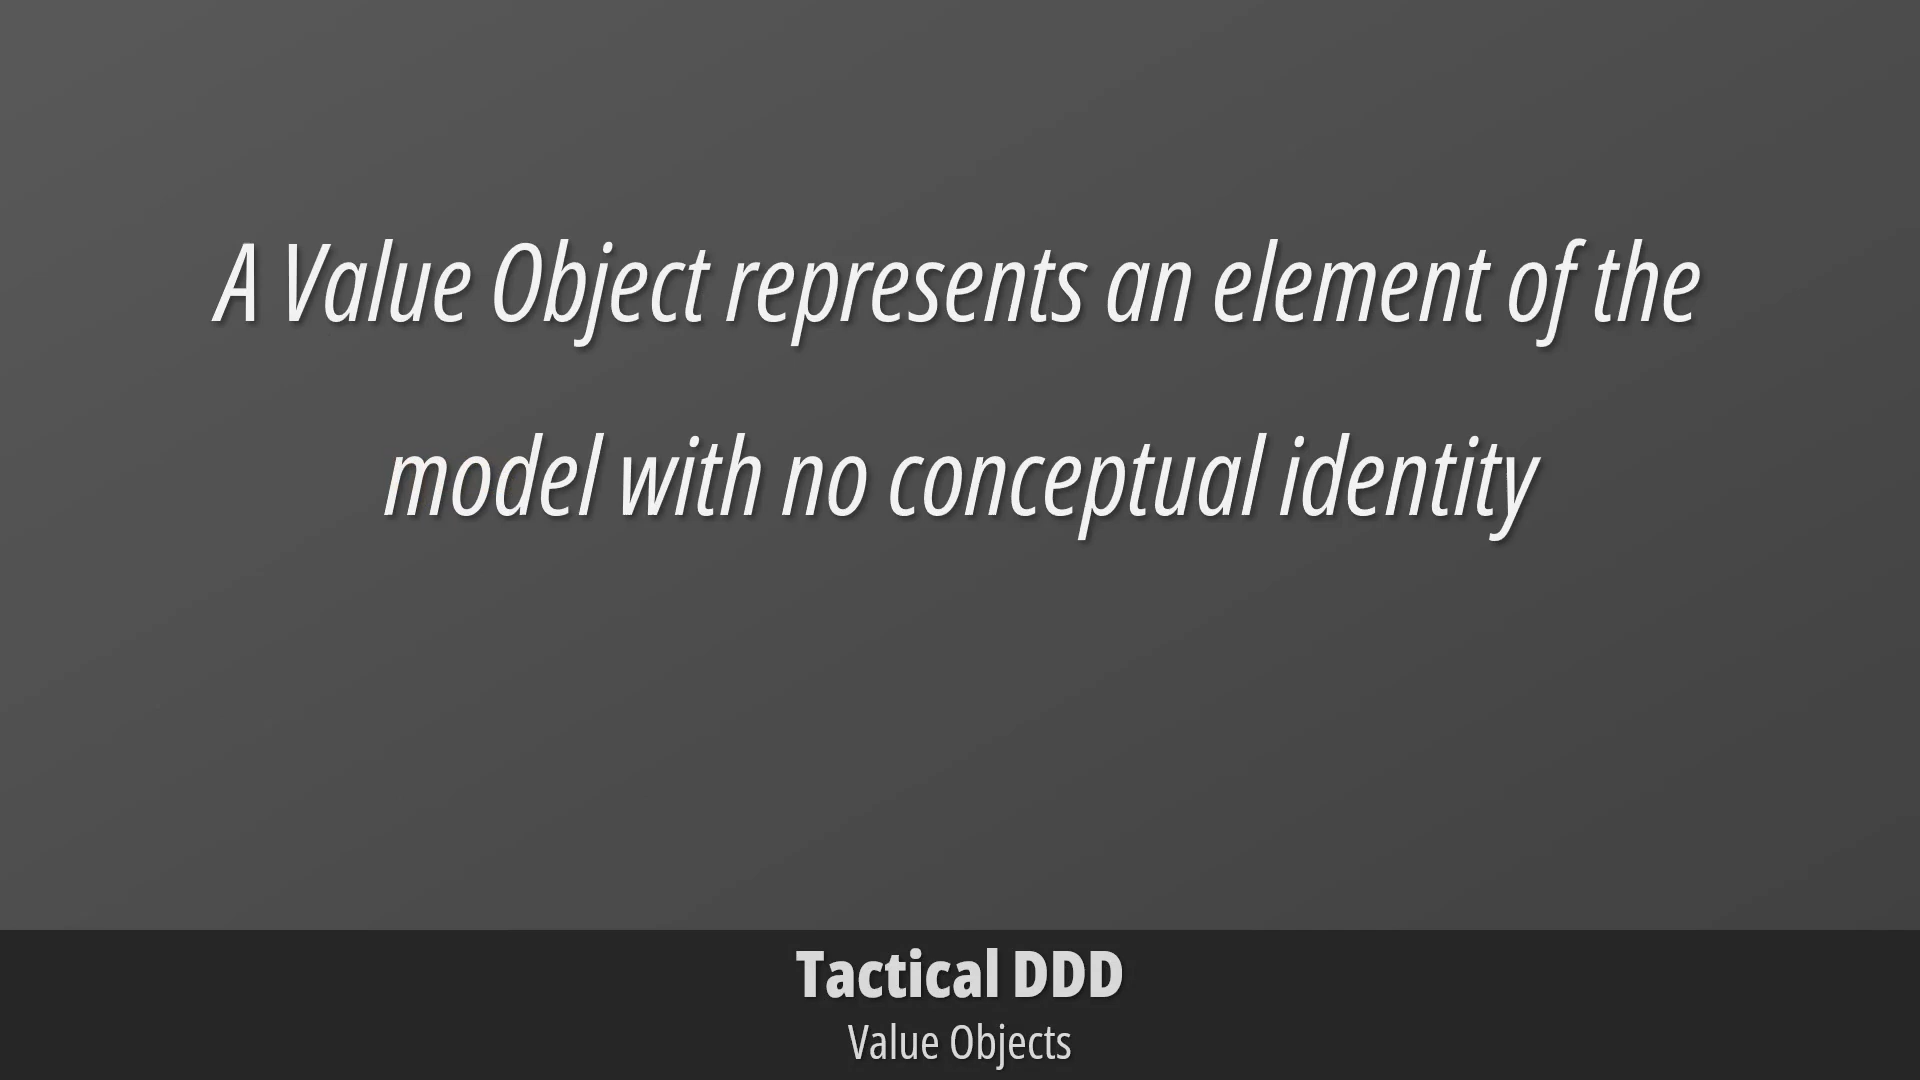 A Value Object represents an element of the
model with no conceptual identity
Tactical DDD
Value Objects